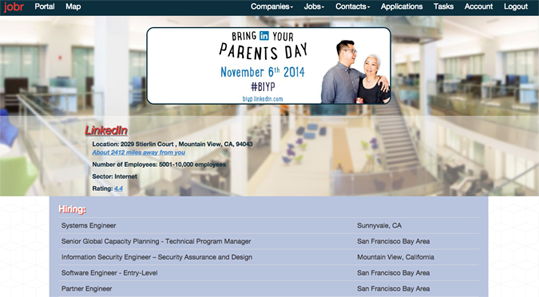 jobr Portal Map Companies Jobs Contacts Applications Tasks Account Logout
BRING in YOUR
PARENTS DAY
November 6th 2014
#BIYP
biyp.linkedin.com
LinkedIn
Location: 2029 Stierlin Court , Mountain View, CA, 94043
About 2412 miles away from you
Number of Employees: 5001-10,000 employees
Sector: Internet
Rating: 4.4
Hiring:
Systems Engineer Sunnyvale, CA
Senior Global Capacity Planning - Technical Program Manager San Francisco Bay Area
Information Security Engineer – Security Assurance and Design Mountain View, California
Software Engineer - Entry-Level San Francisco Bay Area
Partner Engineer San Francisco Bay Area